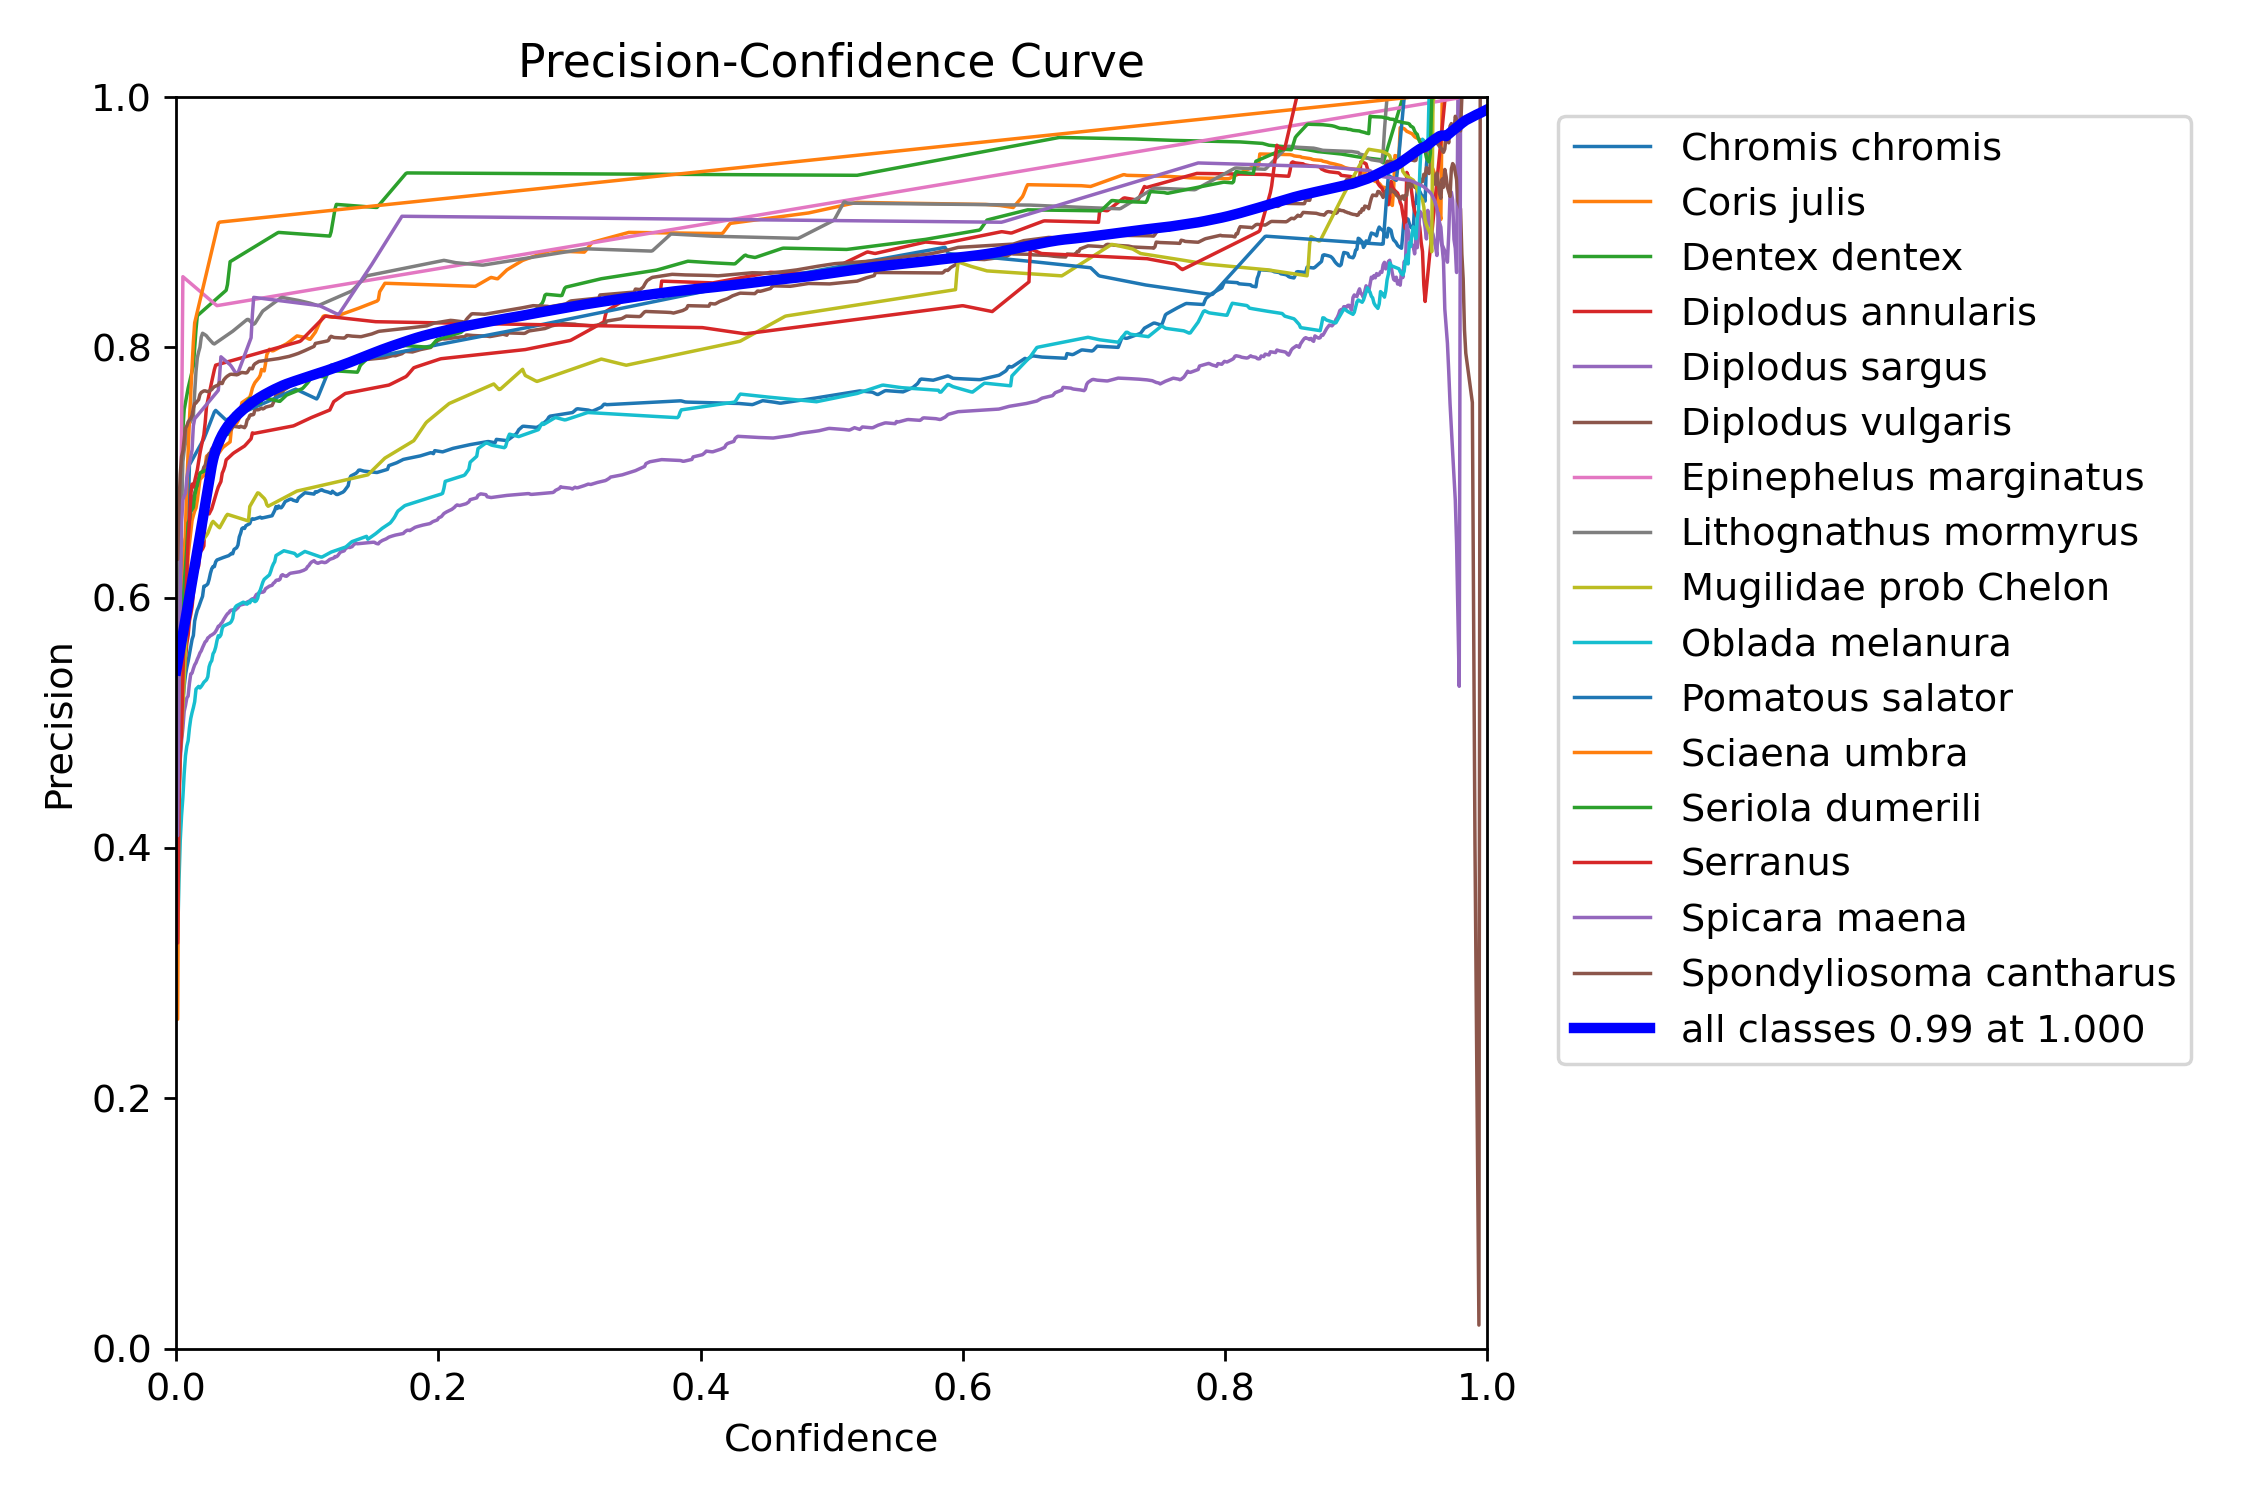 Precision-Confidence Curve
1.0
0.8
0.6
0.4
0.2
0.0
Precision
0.0 0.2 0.4 0.6 0.8 1.0
Confidence
Chromis chromis
Coris julis
Dentex dentex
Diplodus annularis
Diplodus sargus
Diplodus vulgaris
Epinephelus marginatus
Lithognathus mormyrus
Mugilidae prob Chelon
Oblada melanura
Pomatous salator
Sciaena umbra
Seriola dumerili
Serranus
Spicara maena
Spondyliosoma cantharus
all classes 0.99 at 1.000